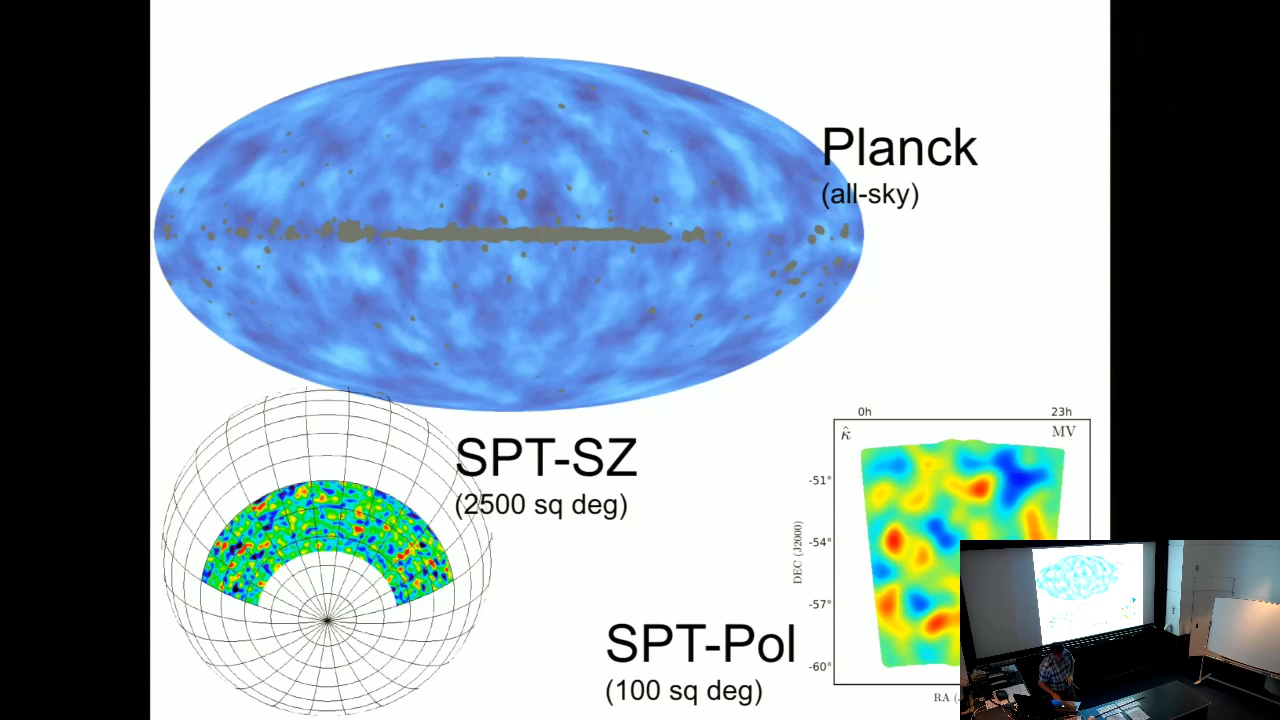 Planck
(all-sky)
SPT-SZ
(2500 sq deg)
SPT-Pol
(100 sq deg)
0h 23h
κ̂ MV
-51°
-54°
-57°
-60°
DEC (J2000)
RA (